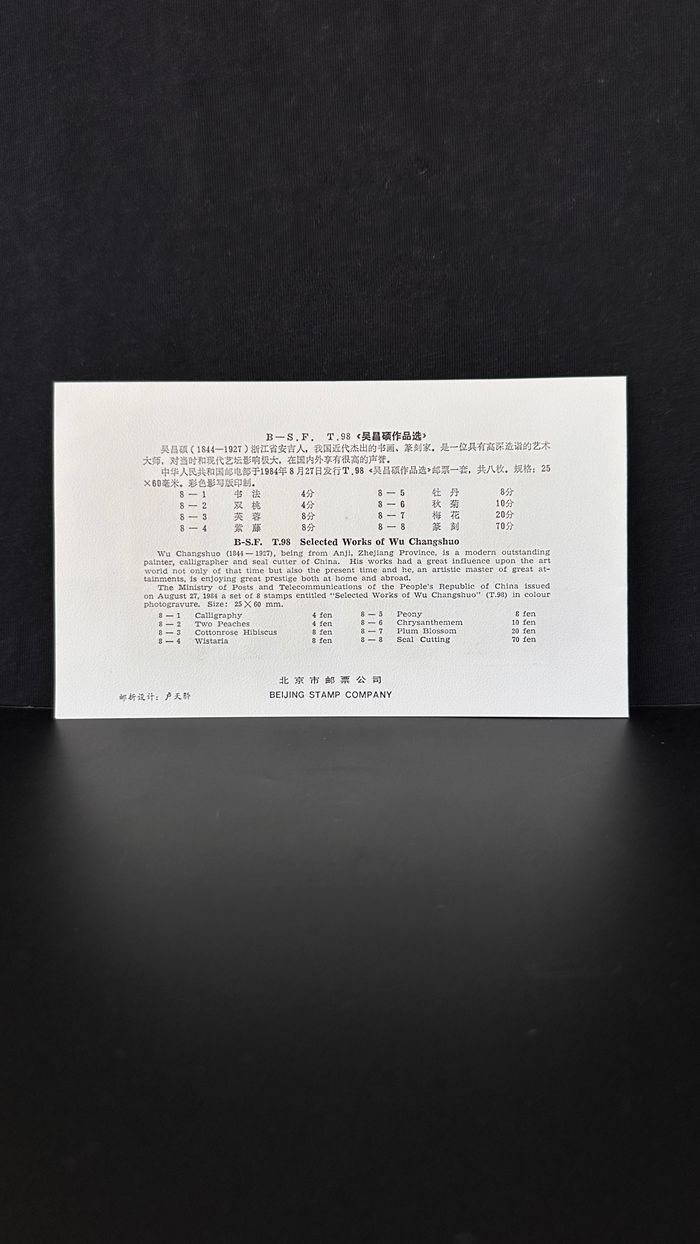 B—S.F. T.98 《吴昌硕作品选》
吴昌硕(1844—1927)浙江省安吉人，我国近代杰出的书画、篆刻家，是一位具有高深造诣的艺术
大师，对当时和现代艺坛影响极大，在国内外享有很高的声誉。
中华人民共和国邮电部于1984年8月27日发行T.98《吴昌硕作品选》邮票一套，共八枚，规格：25
×60毫米，彩色影写版印制。
8—1 书法 4分 8—5 牡丹 8分
8—2 双桃 4分 8—6 秋菊 10分
8—3 芙蓉 8分 8—7 梅花 20分
8—4 紫藤 8分 8—8 篆刻 70分
B-S.F. T.98 Selected Works of Wu Changshuo
Wu Changshuo (1844—1927), being from Anji, Zhejiang Province, is a modern outstanding
painter, calligrapher and seal cutter of China. His works had a great influence upon the art
world not only of that time but also the present time and he, an artistic master of great at-
tainments, is enjoying great prestige both at home and abroad.
The Ministry of Posts and Telecommunications of the People's Republic of China issued
on August 27, 1984 a set of 8 stamps entitled "Selected Works of Wu Changshuo" (T.98) in colour
photogravure. Size: 25×60 mm.
8—1 Calligraphy 4 fen 8—5 Peony 8 fen
8—2 Two Peaches 4 fen 8—6 Chrysanthemem 10 fen
8—3 Cottonrose Hibiscus 8 fen 8—7 Plum Blossom 20 fen
8—4 Wistaria 8 fen 8—8 Seal Cutting 70 fen
北京市邮票公司
邮折设计：卢天骄 BEIJING STAMP COMPANY